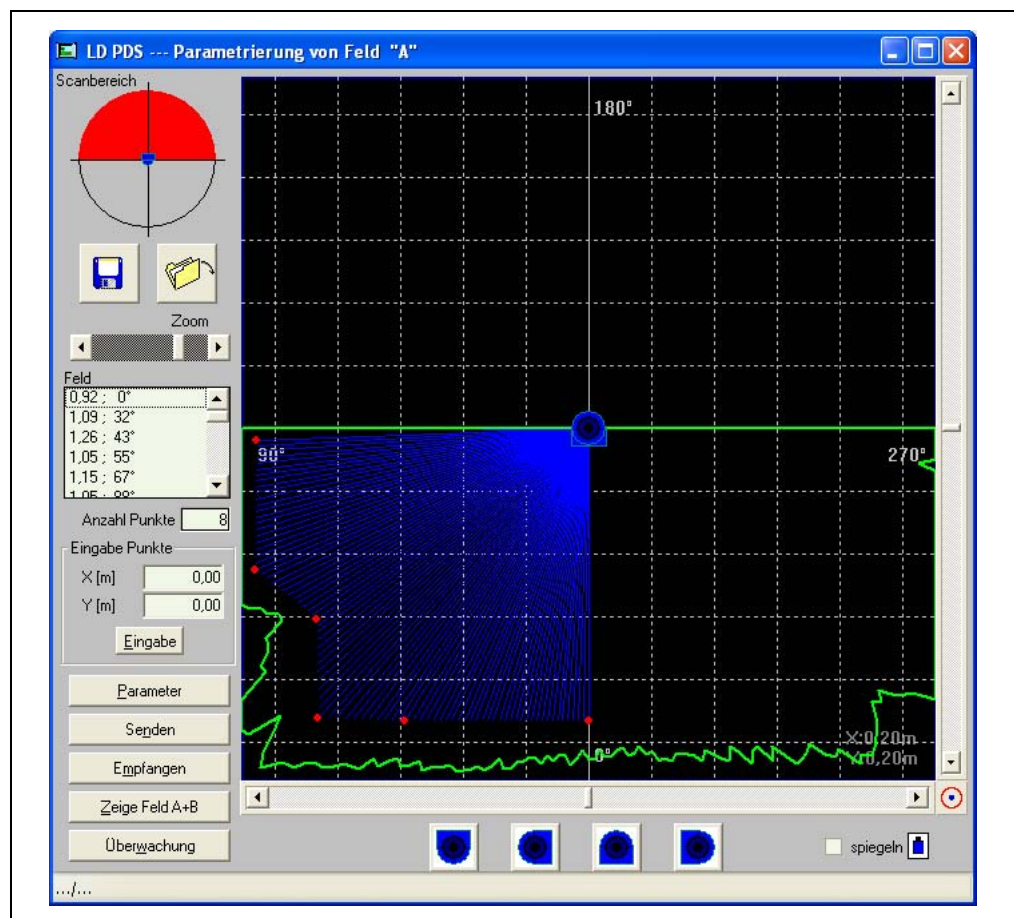 LD PDS --- Parametrierung von Feld "A"
Scanbereich
Zoom
Feld
0,92 ; 0°
1,09 ; 32°
1,26 ; 43°
1,05 ; 55°
1,15 ; 67°
Anzahl Punkte 8
Eingabe Punkte
X [m] 0,00
Y [m] 0,00
Eingabe
Parameter
Senden
Empfangen
Zeige Feld A+B
Überwachung
180°
90°
270°
0°
X:0,20m
Y:0,20m
spiegeln
.../...